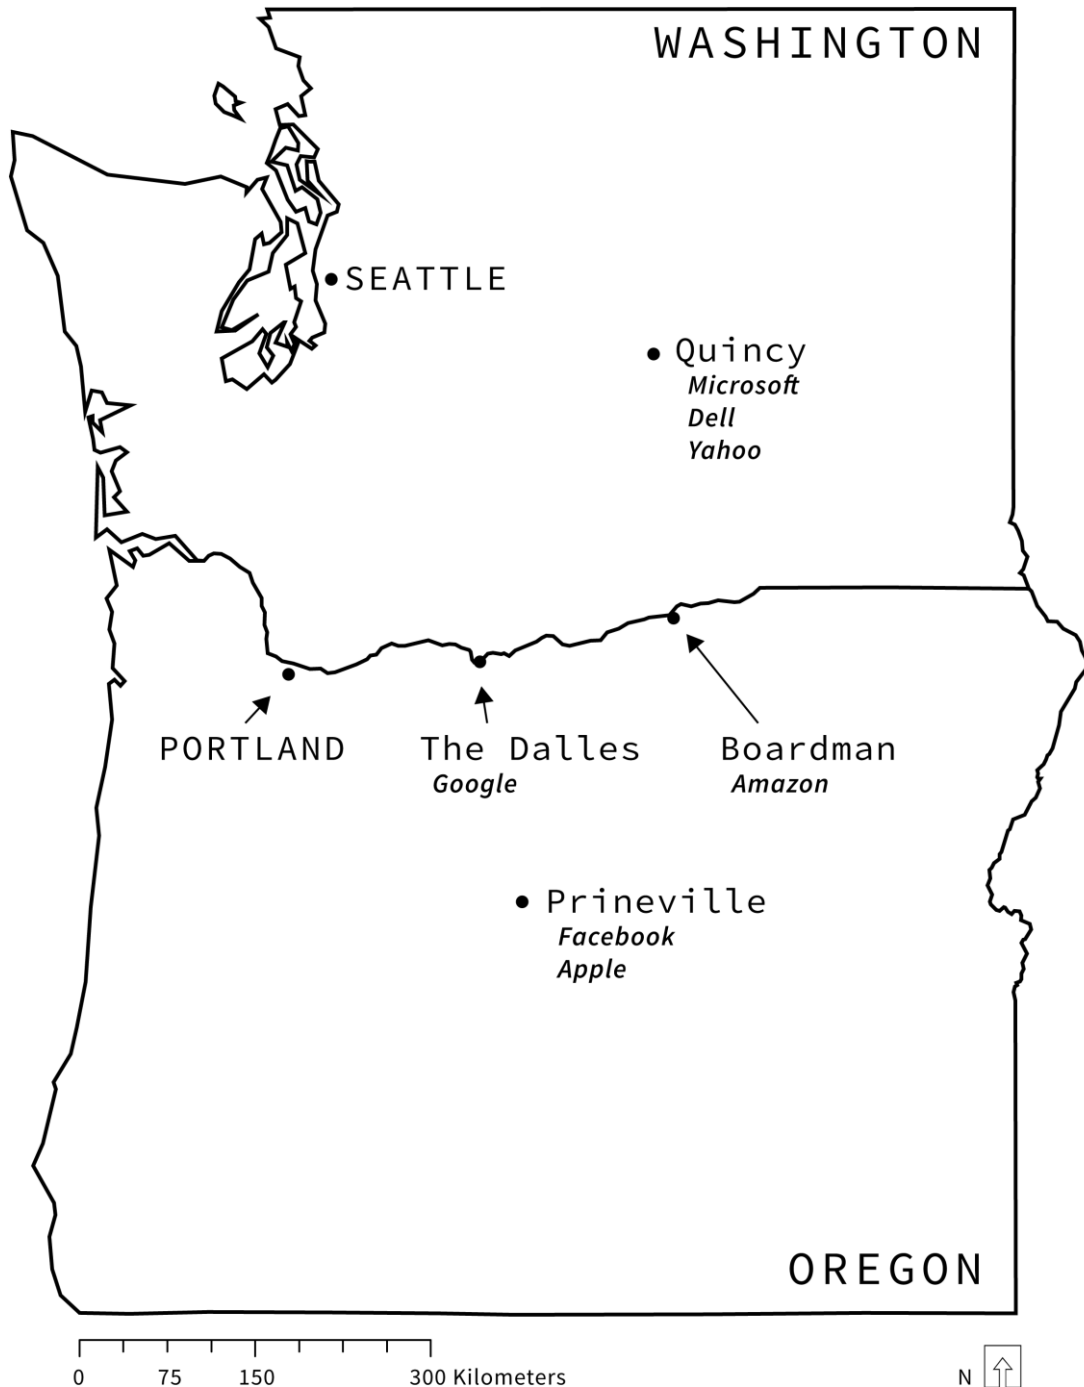 WASHINGTON
SEATTLE
Quincy
Microsoft
Dell
Yahoo
PORTLAND
The Dalles
Google
Boardman
Amazon
Prineville
Facebook
Apple
OREGON
0 75 150 300 Kilometers
N